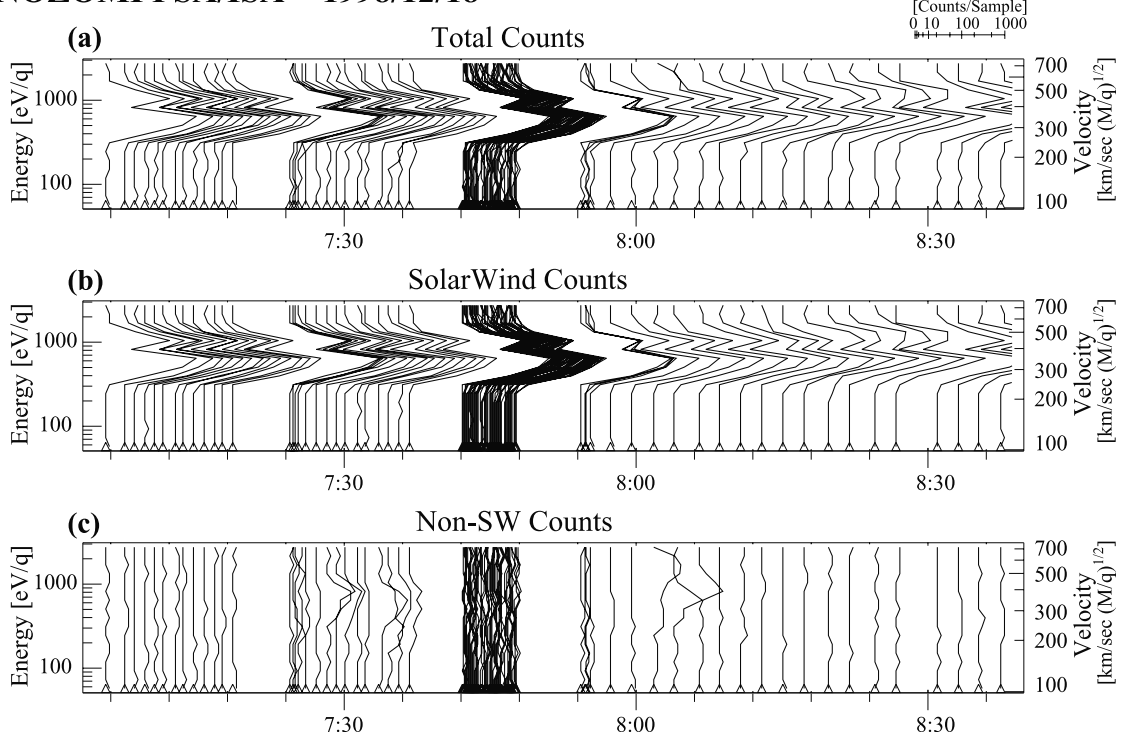 [Counts/Sample]
0 10 100 1000
(a) Total Counts
Energy [eV/q]
1000
100
700
500
300
200
100
Velocity
[km/sec (M/q)1/2]
7:30 8:00 8:30
(b) SolarWind Counts
Energy [eV/q]
1000
100
700
500
300
200
100
Velocity
[km/sec (M/q)1/2]
7:30 8:00 8:30
(c) Non-SW Counts
Energy [eV/q]
1000
100
700
500
300
200
100
Velocity
[km/sec (M/q)1/2]
7:30 8:00 8:30